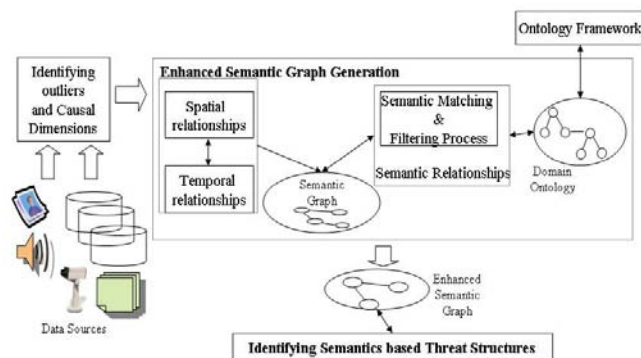 Ontology Framework
Identifying
outliers
and Causal
Dimensions
Enhanced Semantic Graph Generation
Spatial
relationships
Temporal
relationships
Semantic Matching
&
Filtering Process
Semantic Relationships
Semantic
Graph
Domain
Ontology
Data Sources
Enhanced
Semantic
Graph
Identifying Semantics based Threat Structures